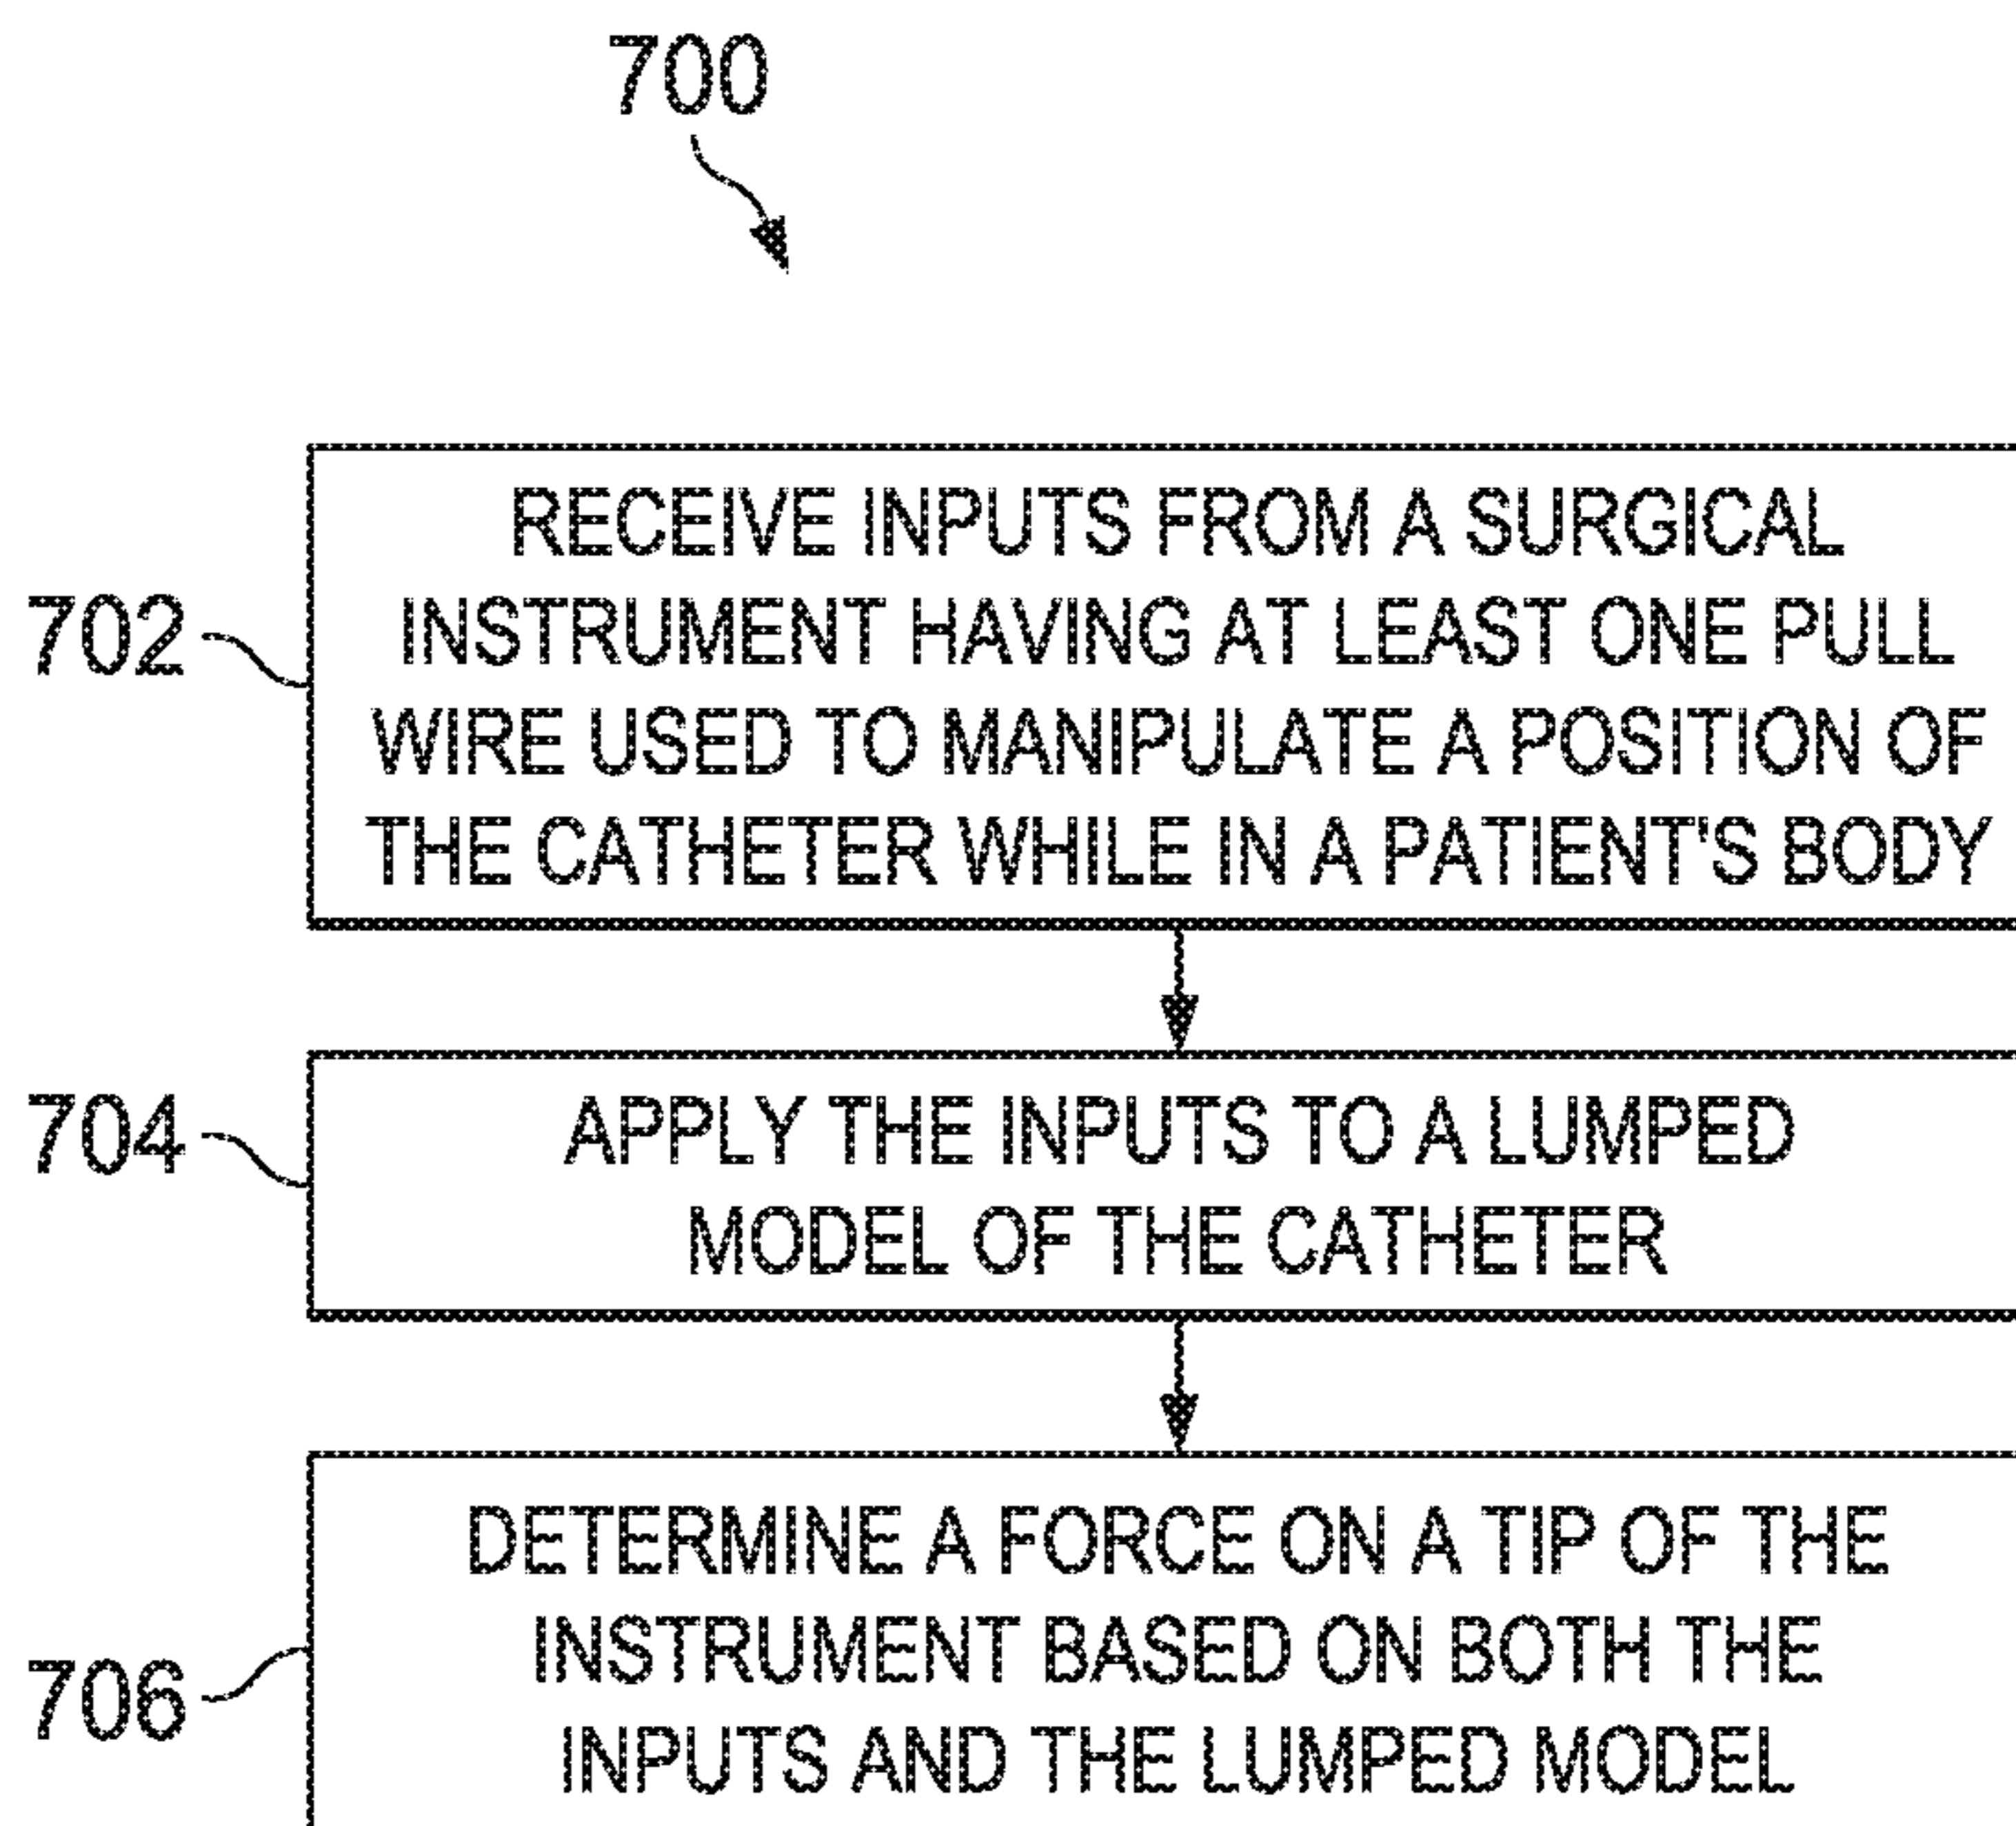 700
702
RECEIVE INPUTS FROM A SURGICAL
INSTRUMENT HAVING AT LEAST ONE PULL
WIRE USED TO MANIPULATE A POSITION OF
THE CATHETER WHILE IN A PATIENT'S BODY
704
APPLY THE INPUTS TO A LUMPED
MODEL OF THE CATHETER
706
DETERMINE A FORCE ON A TIP OF THE
INSTRUMENT BASED ON BOTH THE
INPUTS AND THE LUMPED MODEL